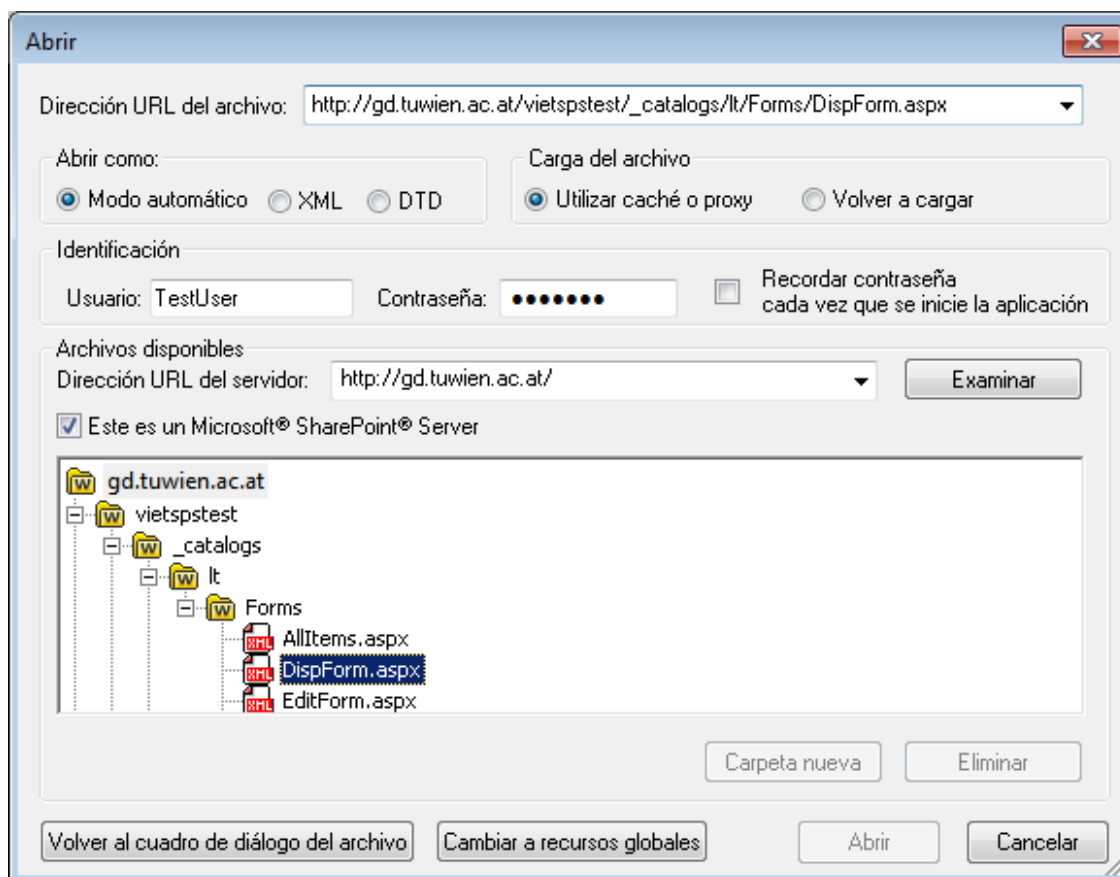 Abrir
Dirección URL del archivo: http://gd.tuwien.ac.at/vietspstest/_catalogs/lt/Forms/DispForm.aspx
Abrir como:
Modo automático XML DTD
Carga del archivo
Utilizar caché o proxy Volver a cargar
Identificación
Usuario: TestUser Contraseña: ●●●●●●●
Recordar contraseña
cada vez que se inicie la aplicación
Archivos disponibles
Dirección URL del servidor: http://gd.tuwien.ac.at/ Examinar
Este es un Microsoft® SharePoint® Server
gd.tuwien.ac.at
vietspstest
_catalogs
lt
Forms
XML AllItems.aspx
XML DispForm.aspx
XML EditForm.aspx
Carpeta nueva Eliminar
Volver al cuadro de diálogo del archivo Cambiar a recursos globales Abrir Cancelar